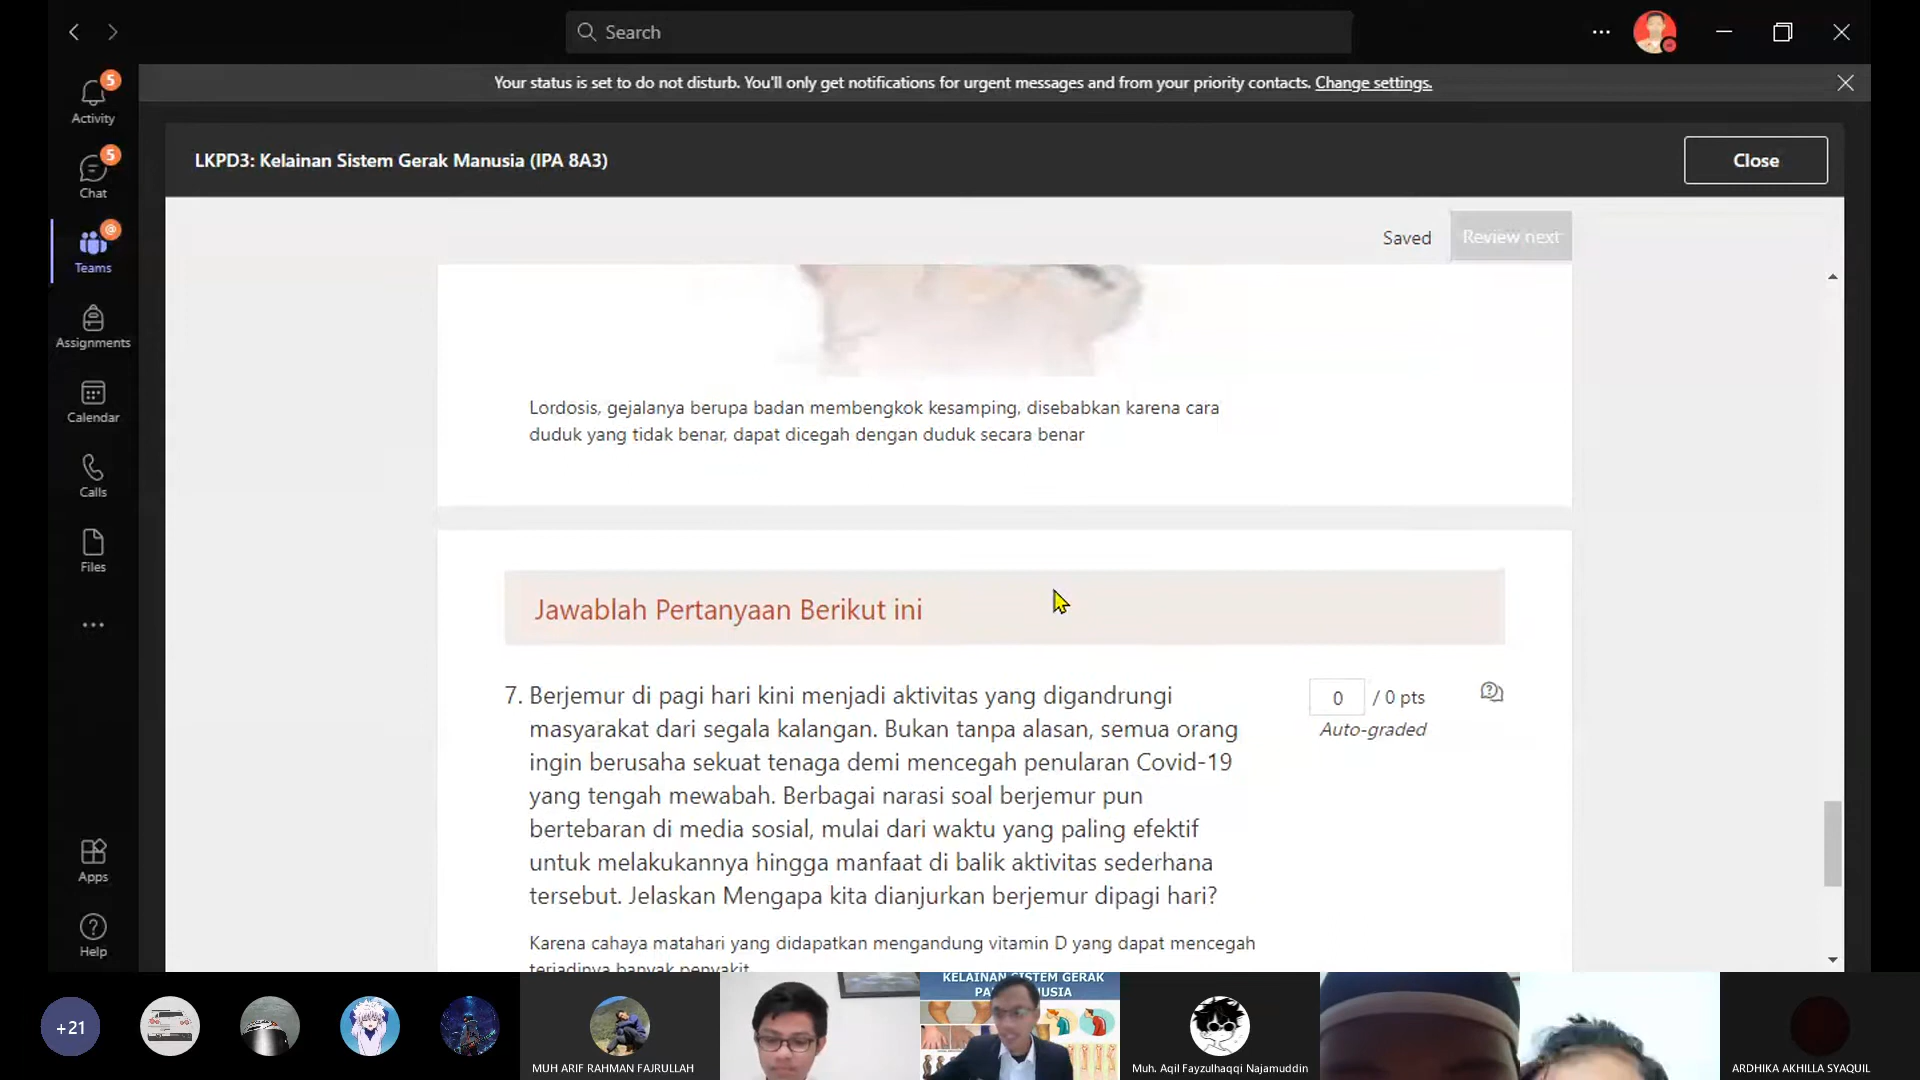 Search
5
Activity
5
Chat
@
Teams
Assignments
Calendar
Calls
Files
Apps
Help
Your status is set to do not disturb. You'll only get notifications for urgent messages and from your priority contacts. Change settings.
LKPD3: Kelainan Sistem Gerak Manusia (IPA 8A3)
Close
Saved
Review next
Lordosis, gejalanya berupa badan membengkok kesamping, disebabkan karena cara
duduk yang tidak benar, dapat dicegah dengan duduk secara benar
Jawablah Pertanyaan Berikut ini
7. Berjemur di pagi hari kini menjadi aktivitas yang digandrungi
masyarakat dari segala kalangan. Bukan tanpa alasan, semua orang
ingin berusaha sekuat tenaga demi mencegah penularan Covid-19
yang tengah mewabah. Berbagai narasi soal berjemur pun
bertebaran di media sosial, mulai dari waktu yang paling efektif
untuk melakukannya hingga manfaat di balik aktivitas sederhana
tersebut. Jelaskan Mengapa kita dianjurkan berjemur dipagi hari?
0 / 0 pts
Auto-graded
Karena cahaya matahari yang didapatkan mengandung vitamin D yang dapat mencegah
terjadinya banyak penyakit
+21
MUH ARIF RAHMAN FAJRULLAH
KELAINAN SISTEM GERAK
Muh. Aqil Fayzulhaqqi Najamuddin
ARDHIKA AKHILLA SYAQUIL